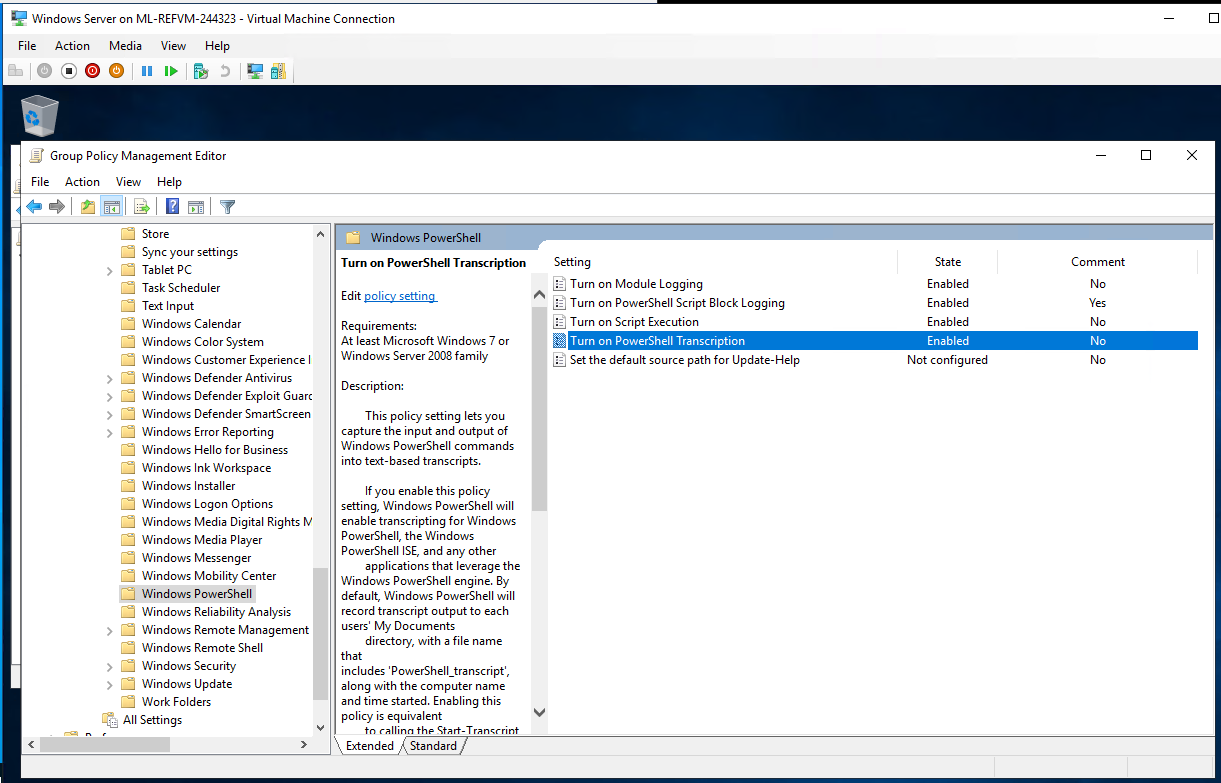 Windows Server on ML-REFVM-244323 - Virtual Machine Connection
File Action Media View Help
Group Policy Management Editor
File Action View Help
Store
Sync your settings
Tablet PC
Task Scheduler
Text Input
Windows Calendar
Windows Color System
Windows Customer Experience I
Windows Defender Antivirus
Windows Defender Exploit Guard
Windows Defender SmartScreen
Windows Error Reporting
Windows Hello for Business
Windows Ink Workspace
Windows Installer
Windows Logon Options
Windows Media Digital Rights M
Windows Media Player
Windows Messenger
Windows Mobility Center
Windows PowerShell
Windows Reliability Analysis
Windows Remote Management
Windows Remote Shell
Windows Security
Windows Update
Work Folders
All Settings
Windows PowerShell
Turn on PowerShell Transcription
Edit policy setting
Requirements:
At least Microsoft Windows 7 or
Windows Server 2008 family
Description:
This policy setting lets you
capture the input and output of
Windows PowerShell commands
into text-based transcripts.
If you enable this policy
setting, Windows PowerShell will
enable transcripting for Windows
PowerShell, the Windows
PowerShell ISE, and any other
applications that leverage the
Windows PowerShell engine. By
default, Windows PowerShell will
record transcript output to each
users' My Documents
directory, with a file name
that
includes 'PowerShell_transcript',
along with the computer name
and time started. Enabling this
policy is equivalent
to calling the Start-Transcript
Setting State Comment
Turn on Module Logging Enabled No
Turn on PowerShell Script Block Logging Enabled Yes
Turn on Script Execution Enabled No
Turn on PowerShell Transcription Enabled No
Set the default source path for Update-Help Not configured No
Extended Standard